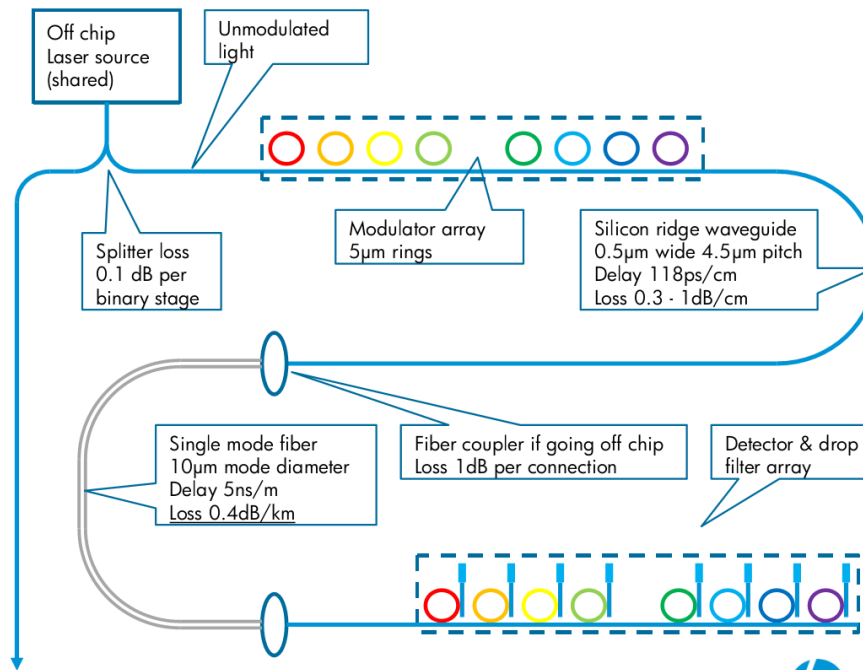 Off chip
Laser source
(shared)
Unmodulated
light
Splitter loss
0.1 dB per
binary stage
Modulator array
5µm rings
Silicon ridge waveguide
0.5µm wide 4.5µm pitch
Delay 118ps/cm
Loss 0.3 - 1dB/cm
Single mode fiber
10µm mode diameter
Delay 5ns/m
Loss 0.4dB/km
Fiber coupler if going off chip
Loss 1dB per connection
Detector & drop
filter array